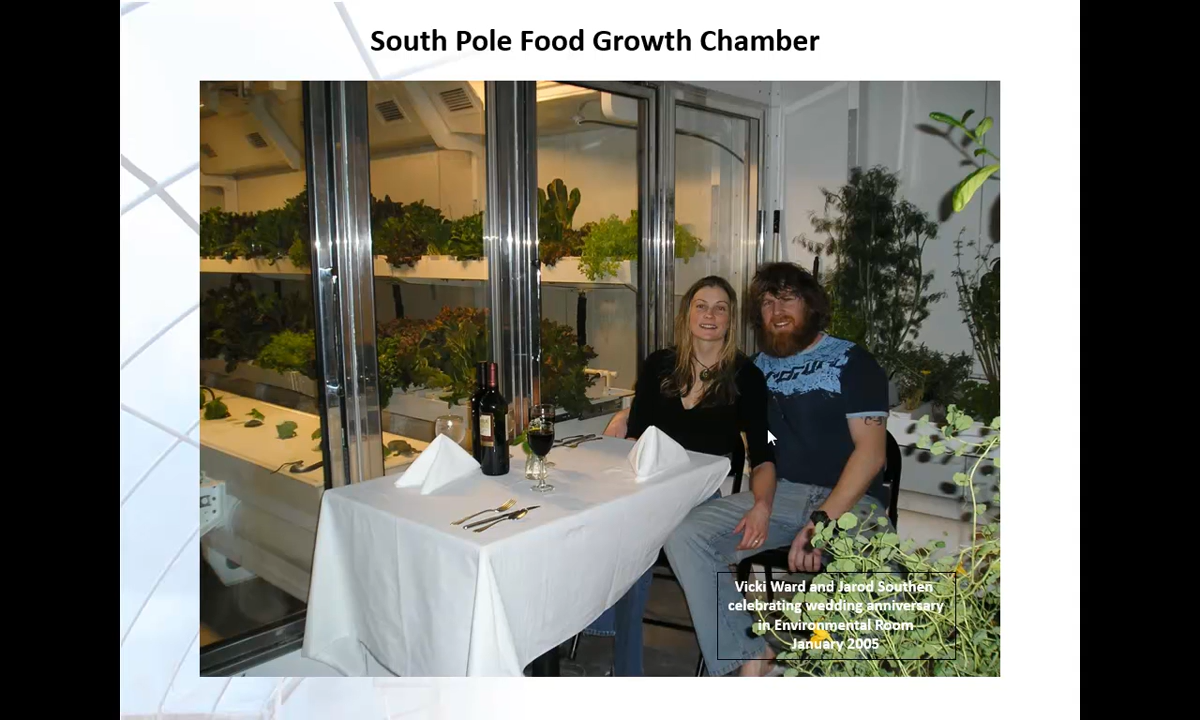 South Pole Food Growth Chamber
Vicki Ward and Jarod Southen
celebrating wedding anniversary
in Environmental Room
January 2005